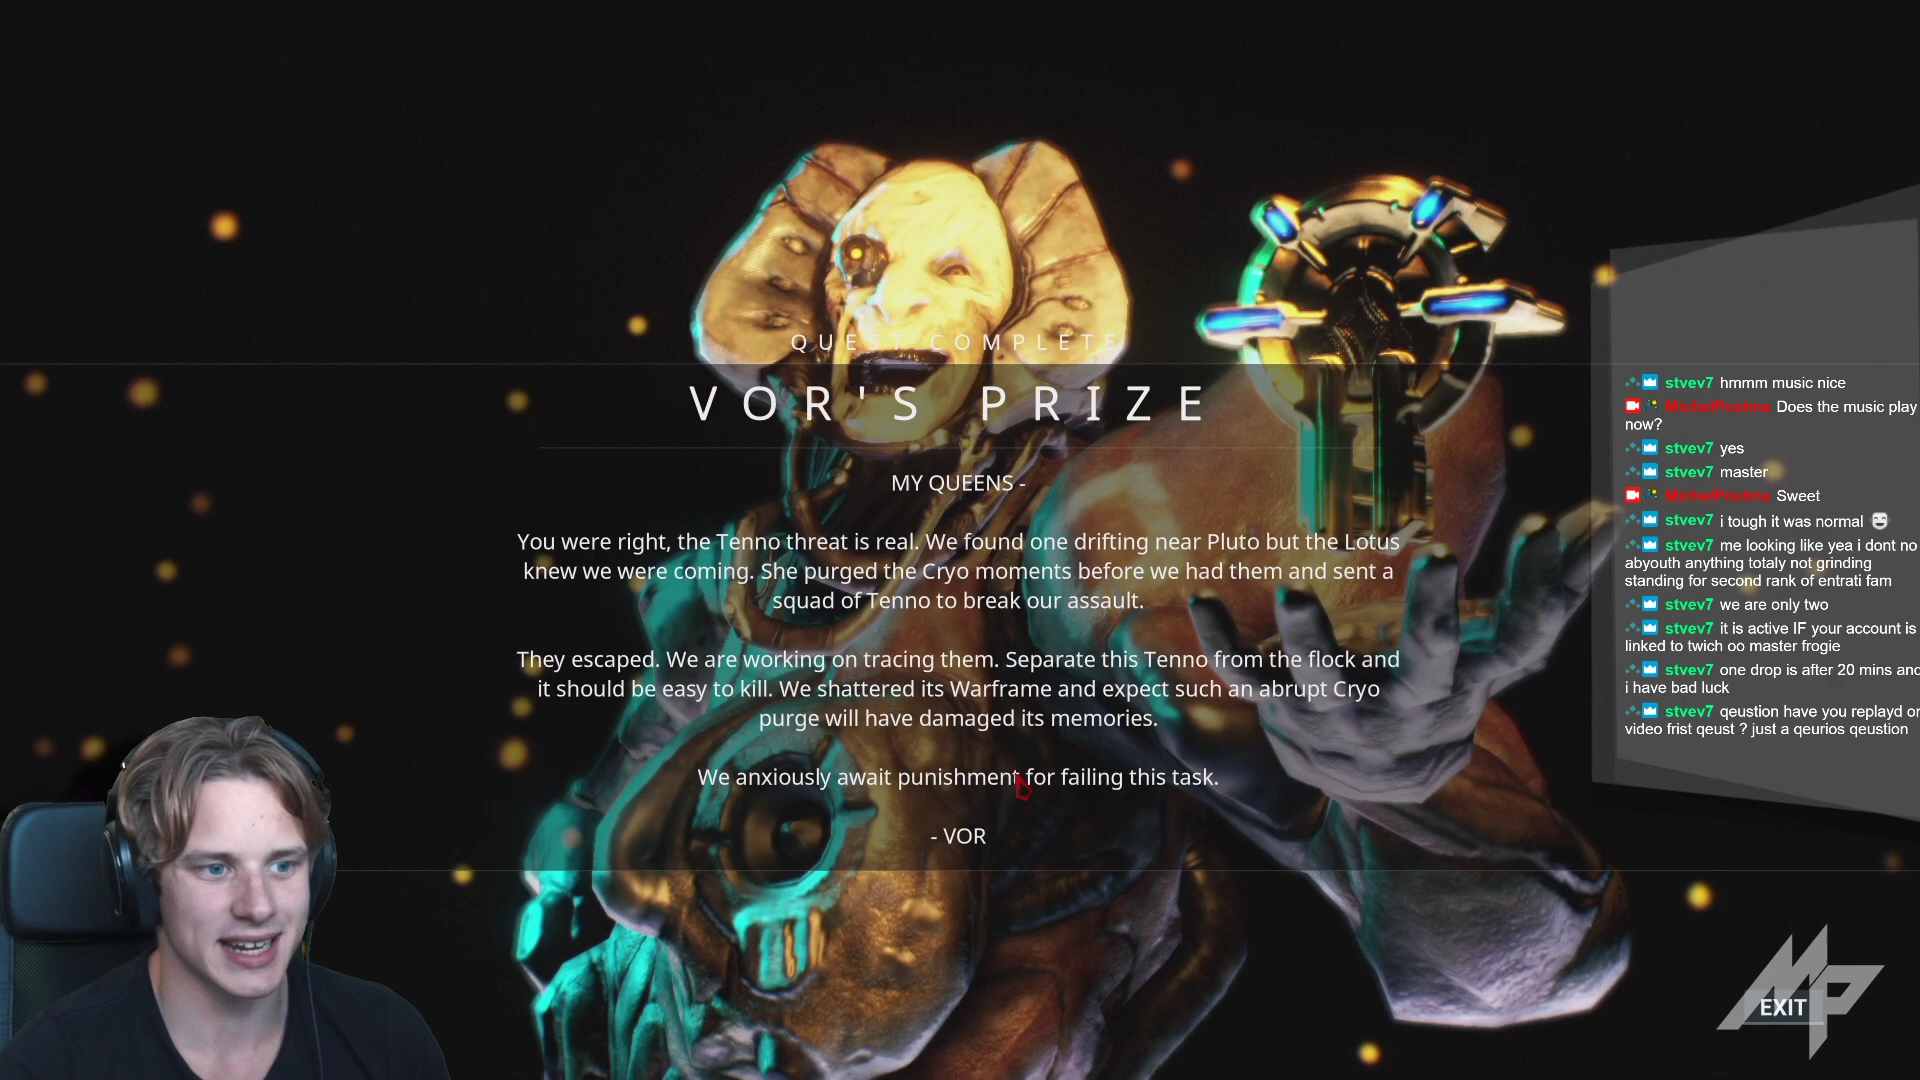 QUEST COMPLETE
VOR'S PRIZE
MY QUEENS -
You were right, the Tenno threat is real. We found one drifting near Pluto but the Lotus
knew we were coming. She purged the Cryo moments before we had them and sent a
squad of Tenno to break our assault.
They escaped. We are working on tracing them. Separate this Tenno from the flock and
it should be easy to kill. We shattered its Warframe and expect such an abrupt Cryo
purge will have damaged its memories.
We anxiously await punishment for failing this task.
- VOR
stvev7 hmmm music nice
MichelPostma Does the music play
now?
stvev7 yes
stvev7 master
MichelPostma Sweet
stvev7 i tough it was normal
stvev7 me looking like yea i dont no
abyouth anything totaly not grinding
standing for second rank of entrati fam
stvev7 we are only two
stvev7 it is active IF your account is
linked to twich oo master frogie
stvev7 one drop is after 20 mins and
i have bad luck
stvev7 qeustion have you replayd or
video frist qeust ? just a qeurios qeustion
MP
EXIT